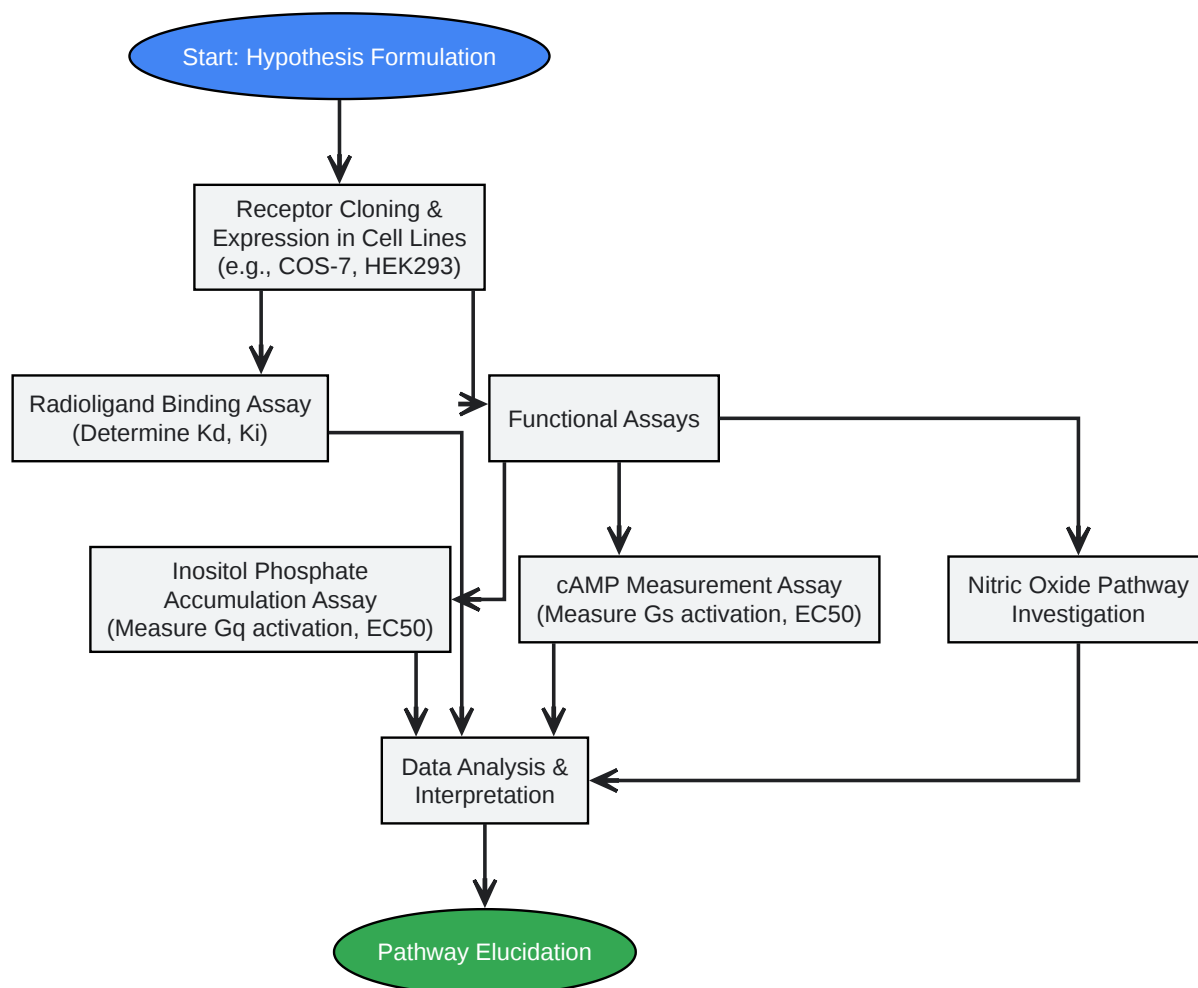 Start: Hypothesis Formulation
Receptor Cloning &
Expression in Cell Lines
(e.g., COS-7, HEK293)
Radioligand Binding Assay
(Determine Kd, Ki)
Functional Assays
Inositol Phosphate
Accumulation Assay
(Measure Gq activation, EC50)
cAMP Measurement Assay
(Measure Gs activation, EC50)
Nitric Oxide Pathway
Investigation
Data Analysis &
Interpretation
Pathway Elucidation